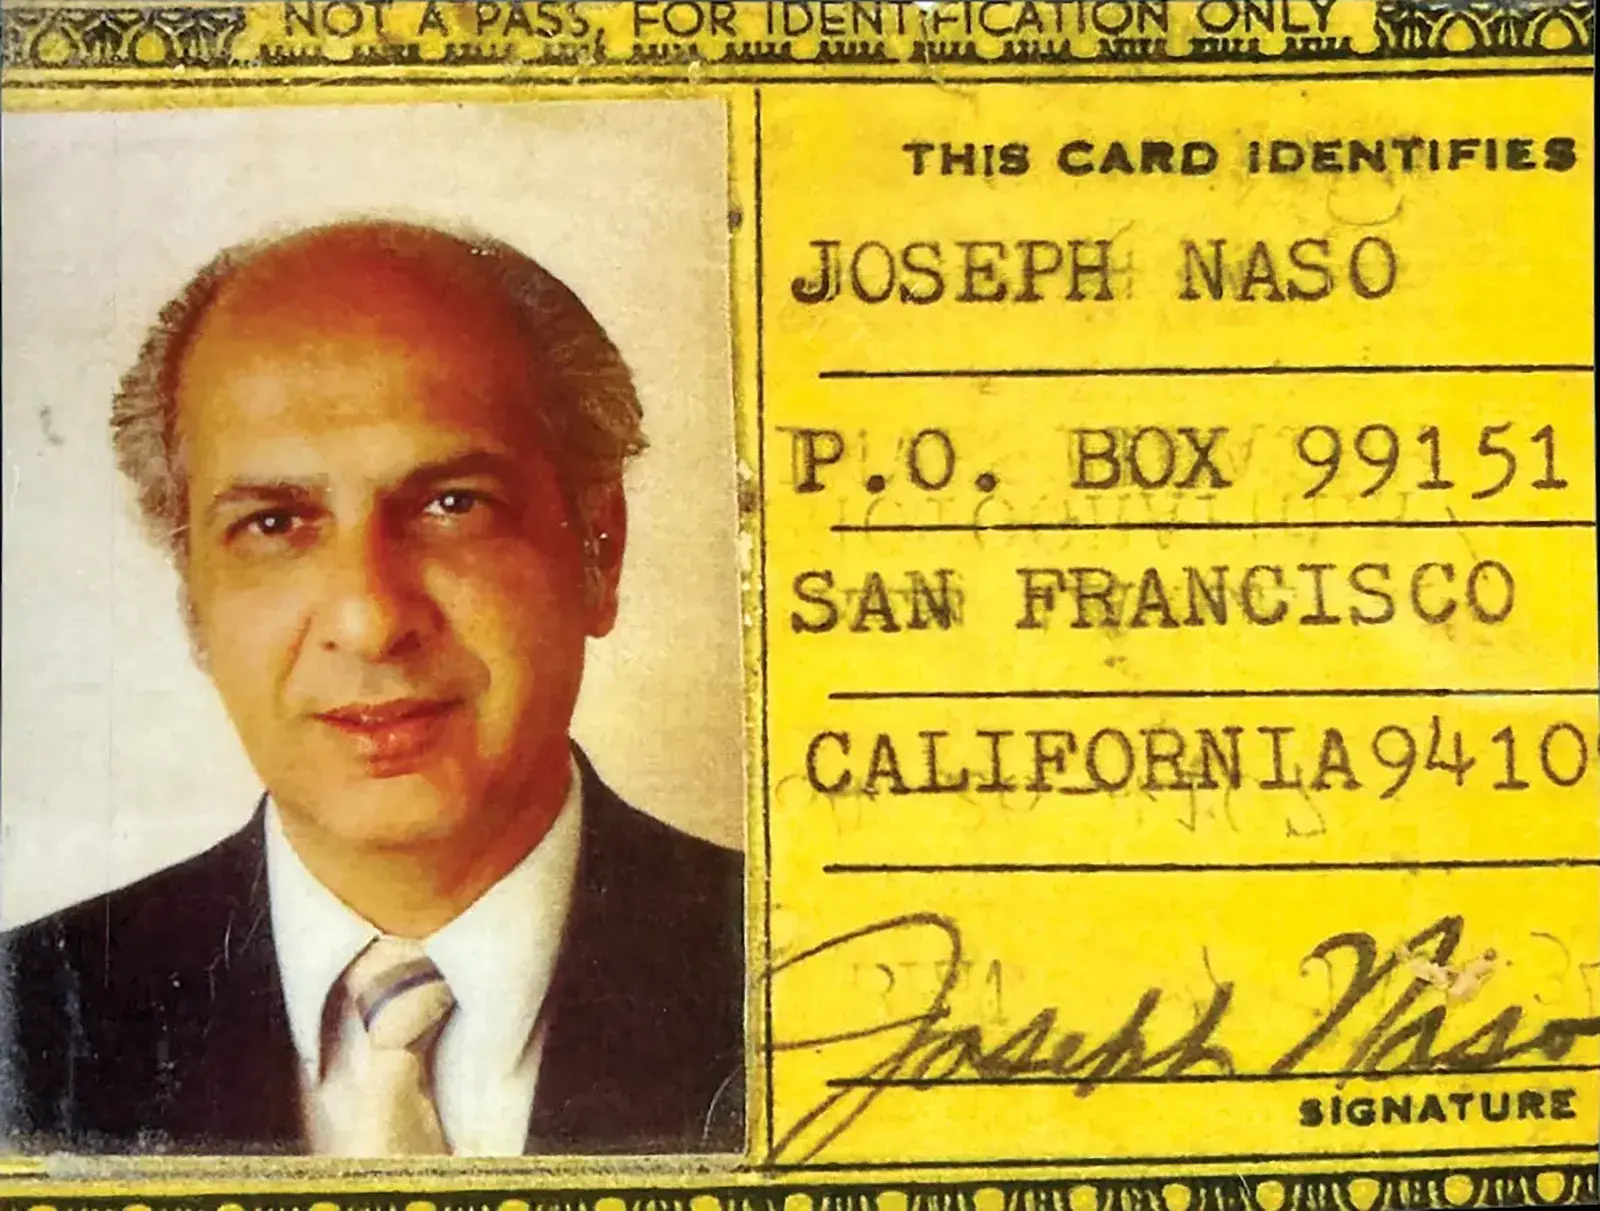 NOT A PASS, FOR IDENTIFICATION ONLY
THIS CARD IDENTIFIES
JOSEPH NASO
P.O. BOX 99151
SAN FRANCISCO
CALIFORNIA 9410
Joseph Naso
SIGNATURE